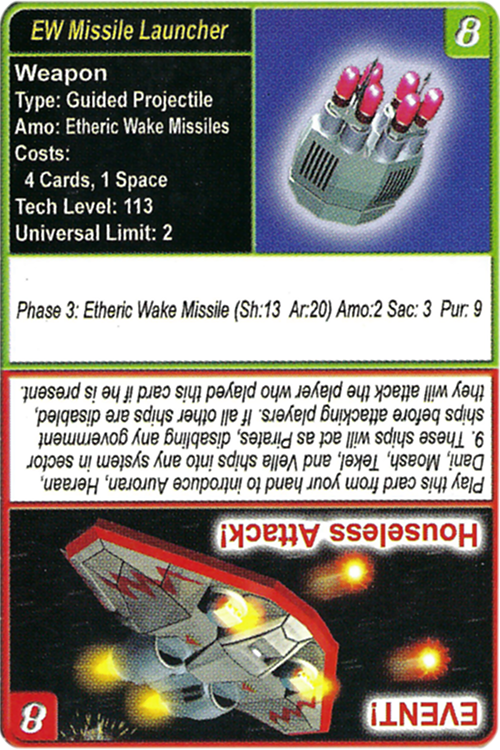 EW Missile Launcher
8
Weapon
Type: Guided Projectile
Amo: Etheric Wake Missiles
Costs:
4 Cards, 1 Space
Tech Level: 113
Universal Limit: 2
Phase 3: Etheric Wake Missile (Sh:13 Ar:20) Amo:2 Sac: 3 Pur: 9
EVENT!
8
Houseless Attack!
Play this card from your hand to introduce Auroran, Heraan,
Dani, Moash, Tekel, and Vella ships into any system in sector
9. These ships will act as Pirates, disabling any government
ships before attacking players. If all other ships are disabled,
they will attack the player who played this card if he is present.